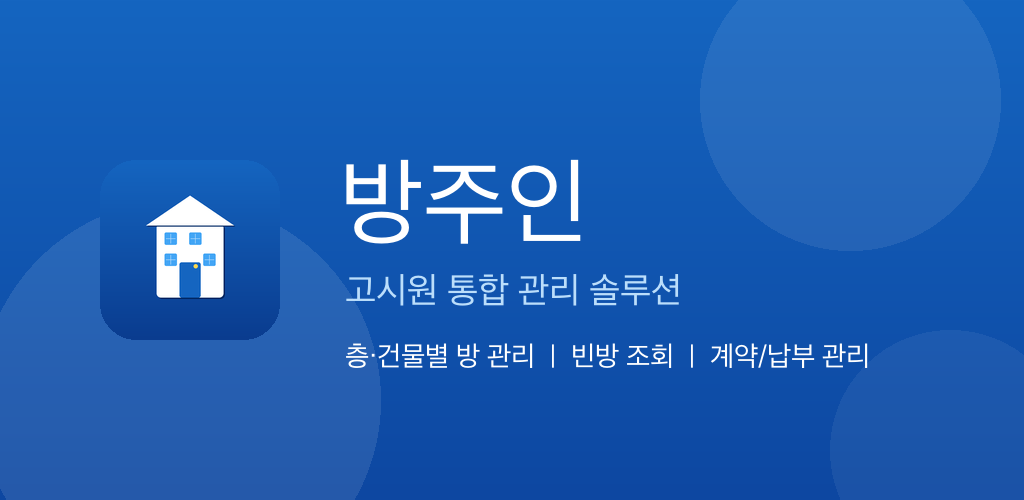 방주인
고시원 통합 관리 솔루션
층·건물별 방 관리 | 빈방 조회 | 계약/납부 관리